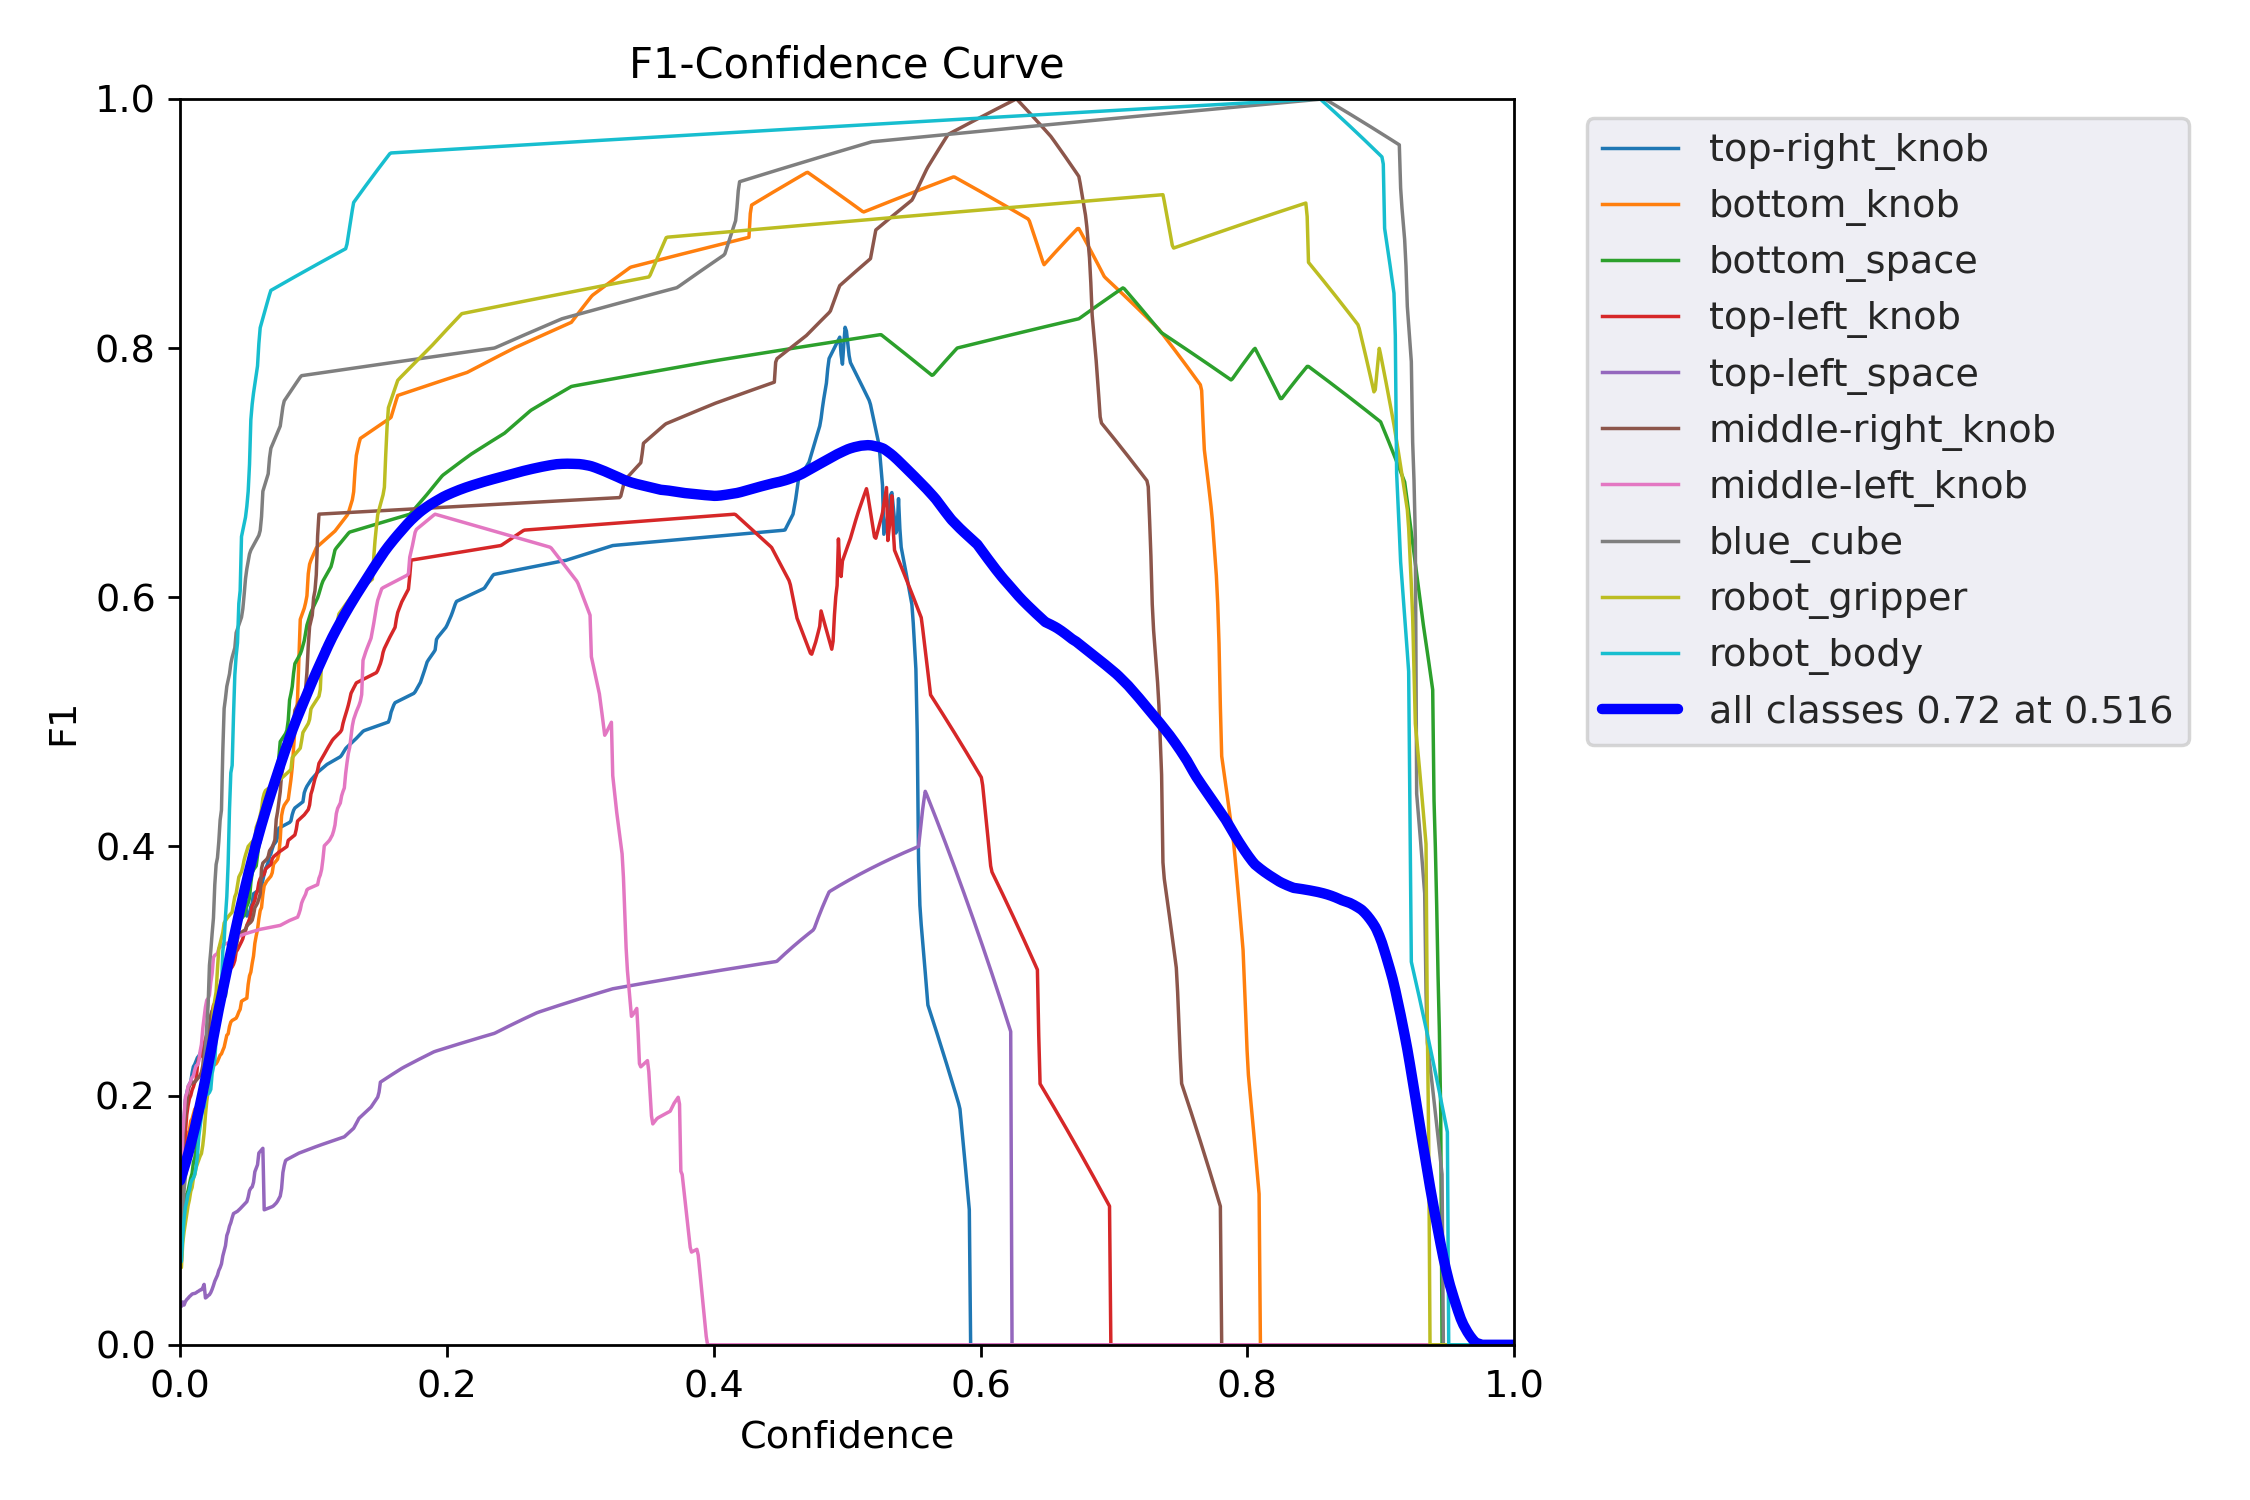 F1-Confidence Curve
1.0
0.8
0.6
0.4
0.2
0.0
F1
0.0 0.2 0.4 0.6 0.8 1.0
Confidence
top-right_knob
bottom_knob
bottom_space
top-left_knob
top-left_space
middle-right_knob
middle-left_knob
blue_cube
robot_gripper
robot_body
all classes 0.72 at 0.516